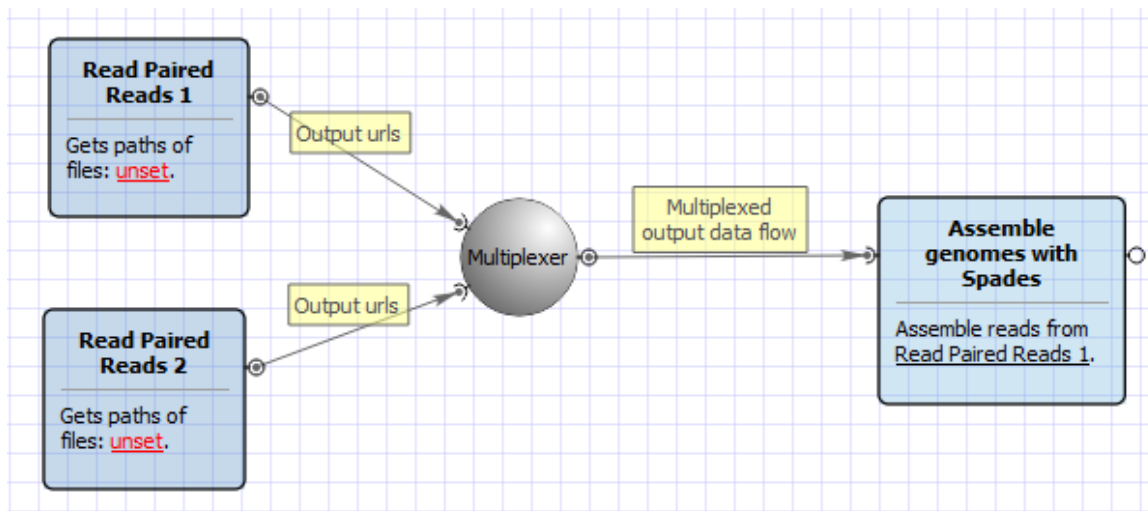 Read Paired
Reads 1
Gets paths of
files: unset.
Output urls
Multiplexer
Multiplexed
output data flow
Assemble
genomes with
Spades
Assemble reads from
Read Paired Reads 1.
Output urls
Read Paired
Reads 2
Gets paths of
files: unset.